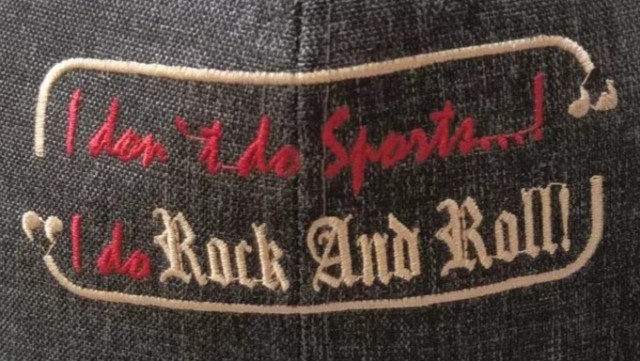 I don`t do Sports...!
I do Rock And Roll!